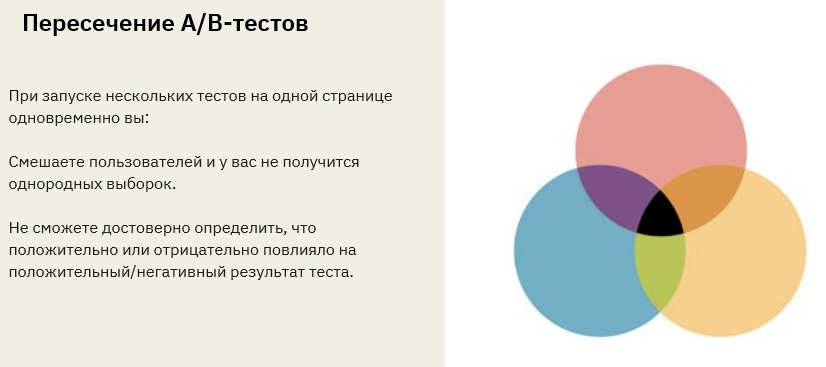 Пересечение A/B-тестов
При запуске нескольких тестов на одной странице
одновременно вы:
Смешаете пользователей и у вас не получится
однородных выборок.
Не сможете достоверно определить, что
положительно или отрицательно повлияло на
положительный/негативный результат теста.